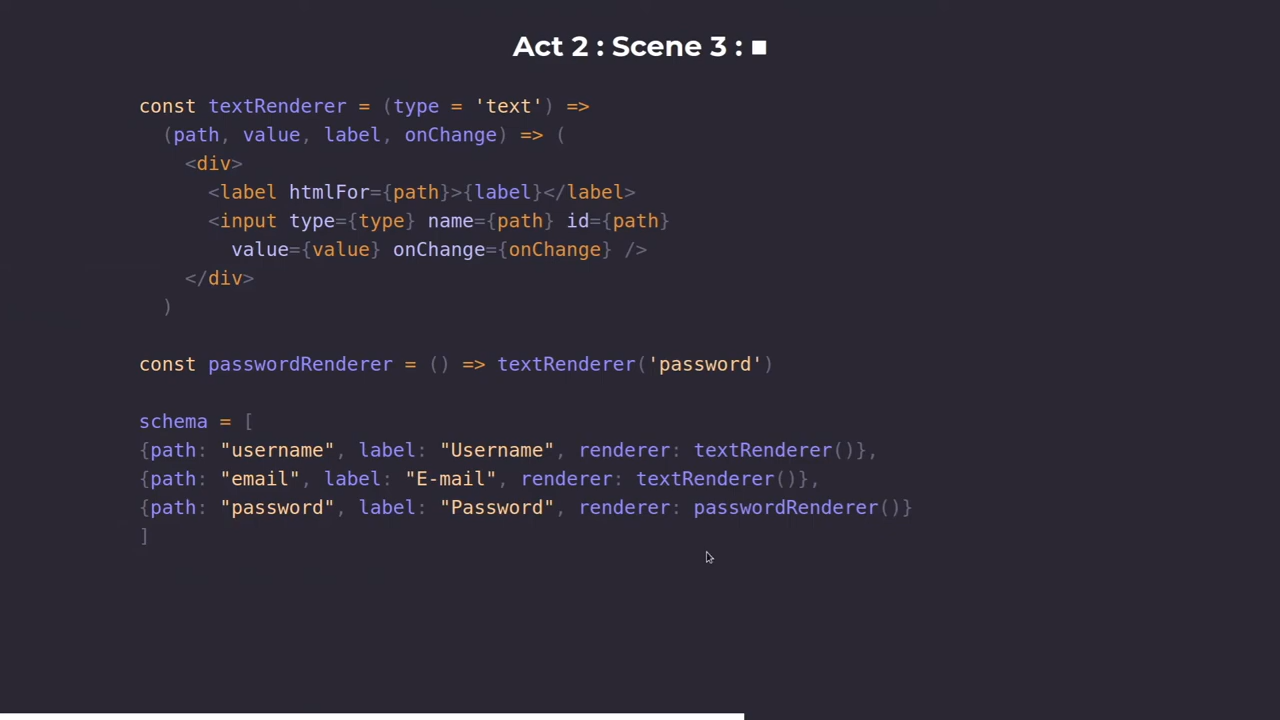 Act 2 : Scene 3 : ■
const textRenderer = (type = 'text') =>
(path, value, label, onChange) => (
<div>
<label htmlFor={path}>{label}</label>
<input type={type} name={path} id={path}
value={value} onChange={onChange} />
</div>
)
const passwordRenderer = () => textRenderer('password')
schema = [
{path: "username", label: "Username", renderer: textRenderer()},
{path: "email", label: "E-mail", renderer: textRenderer()},
{path: "password", label: "Password", renderer: passwordRenderer()}
]